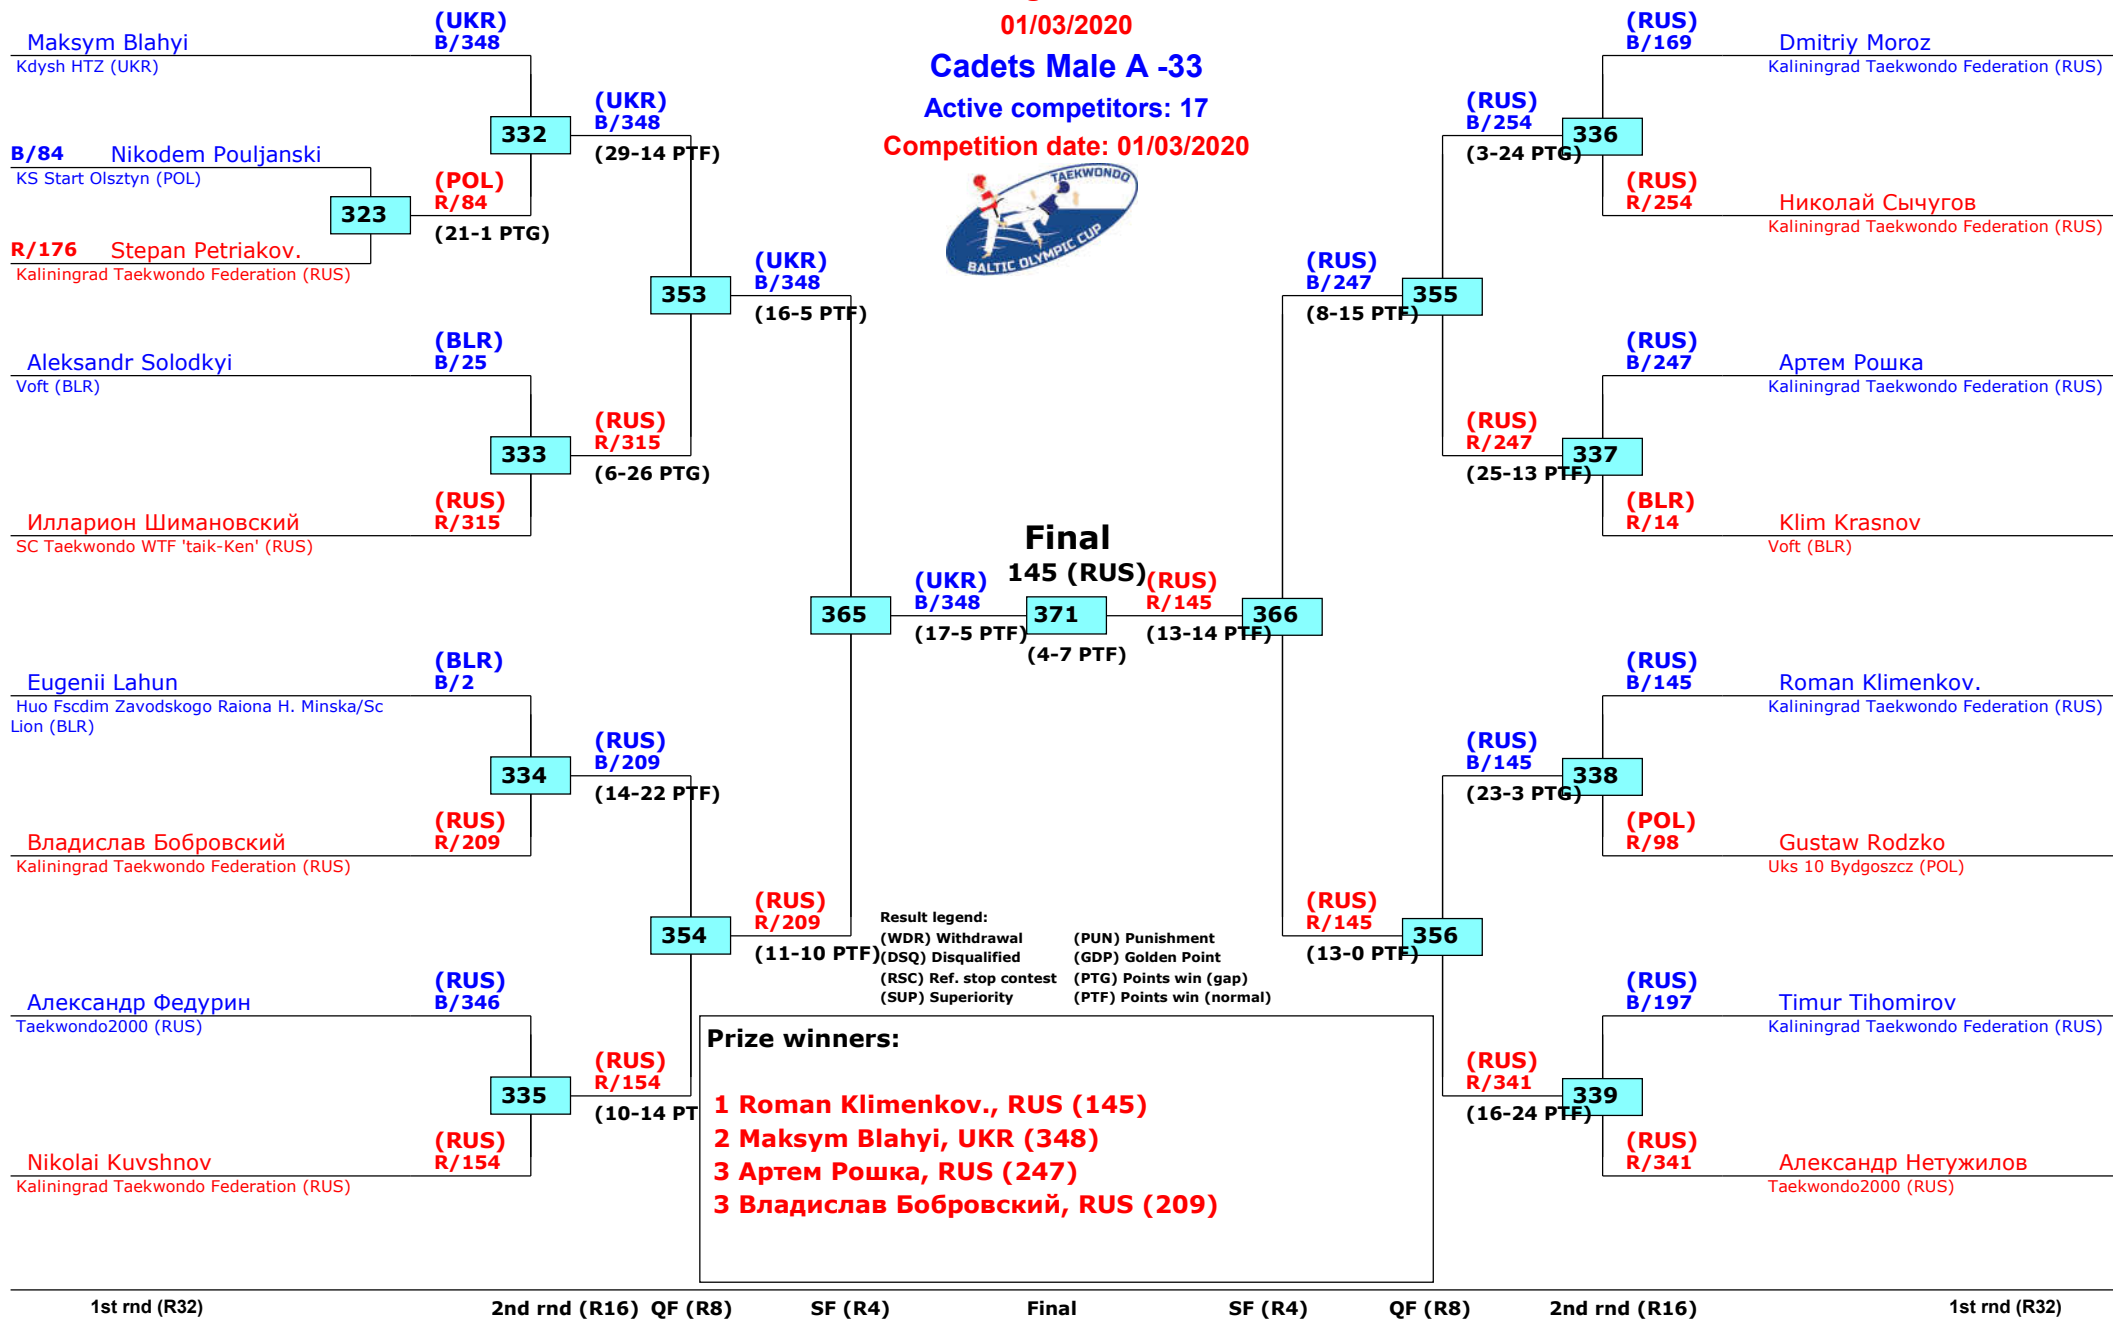 01/03/2020
Cadets Male A -33
Active competitors: 17
Competition date: 01/03/2020
TAEKWONDO
BALTIC OLYMPIC CUP
(UKR)
Maksym Blahyi B/348
Kdysh HTZ (UKR)
(UKR)
B/348
332
(29-14 PTF)
B/84 Nikodem Pouljanski
KS Start Olsztyn (POL)
(POL)
323 R/84
(21-1 PTG)
R/176 Stepan Petriakov.
Kaliningrad Taekwondo Federation (RUS)
(UKR)
353 B/348
(16-5 PTF)
(BLR)
Aleksandr Solodkyi B/25
Voft (BLR)
(RUS)
333 R/315
(6-26 PTG)
(RUS)
Илларион Шимановский R/315
SC Taekwondo WTF 'taik-Ken' (RUS)
(UKR)
365 B/348
(17-5 PTF)
(BLR)
Eugenii Lahun B/2
Huo Fscdim Zavodskogo Raiona H. Minska/Sc
Lion (BLR)
(RUS)
334 B/209
(14-22 PTF)
(RUS)
Владислав Бобровский R/209
Kaliningrad Taekwondo Federation (RUS)
(RUS)
354 R/209
(11-10 PTF)
(RUS)
Александр Федурин B/346
Taekwondo2000 (RUS)
(RUS)
335 R/154
(10-14 PT
(RUS)
Nikolai Kuvshnov R/154
Kaliningrad Taekwondo Federation (RUS)
Final
145 (RUS)
371
(4-7 PTF)
(RUS)
R/145 366
(13-14 PTF)
(RUS)
B/169 Dmitriy Moroz
Kaliningrad Taekwondo Federation (RUS)
(RUS)
B/254 336
(3-24 PTG)
(RUS)
R/254 Николай Сычугов
Kaliningrad Taekwondo Federation (RUS)
(RUS)
B/247 355
(8-15 PTF)
(RUS)
B/247 Артем Рошка
Kaliningrad Taekwondo Federation (RUS)
(RUS)
R/247 337
(25-13 PTF)
(BLR)
R/14 Klim Krasnov
Voft (BLR)
(RUS)
B/145 Roman Klimenkov.
Kaliningrad Taekwondo Federation (RUS)
(RUS)
B/145 338
(23-3 PTG)
(POL)
R/98 Gustaw Rodzko
Uks 10 Bydgoszcz (POL)
(RUS)
R/145 356
(13-0 PTF)
(RUS)
B/197 Timur Tihomirov
Kaliningrad Taekwondo Federation (RUS)
(RUS)
R/341 339
(16-24 PTF)
(RUS)
R/341 Александр Нетужилов
Taekwondo2000 (RUS)
Result legend:
(WDR) Withdrawal (PUN) Punishment
(DSQ) Disqualified (GDP) Golden Point
(RSC) Ref. stop contest (PTG) Points win (gap)
(SUP) Superiority (PTF) Points win (normal)
Prize winners:
1 Roman Klimenkov., RUS (145)
2 Maksym Blahyi, UKR (348)
3 Артем Рошка, RUS (247)
3 Владислав Бобровский, RUS (209)
1st rnd (R32) 2nd rnd (R16) QF (R8) SF (R4) Final SF (R4) QF (R8) 2nd rnd (R16) 1st rnd (R32)